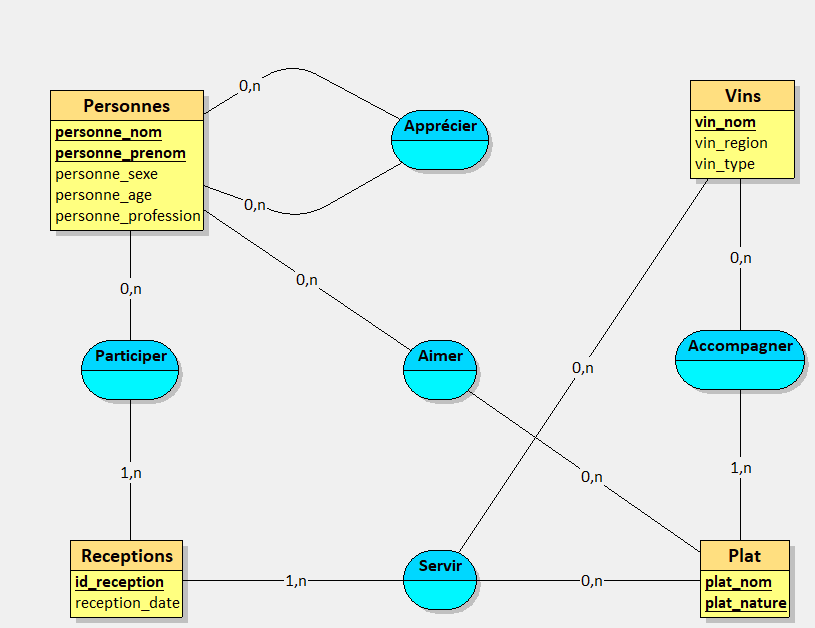 Personnes
personne_nom
personne_prenom
personne_sexe
personne_age
personne_profession
0,n
0,n
Apprécier
Vins
vin_nom
vin_region
vin_type
0,n
0,n
0,n
0,n
Participer
Aimer
Accompagner
1,n
0,n
1,n
Receptions
id_reception
reception_date
1,n
Servir
0,n
Plat
plat_nom
plat_nature